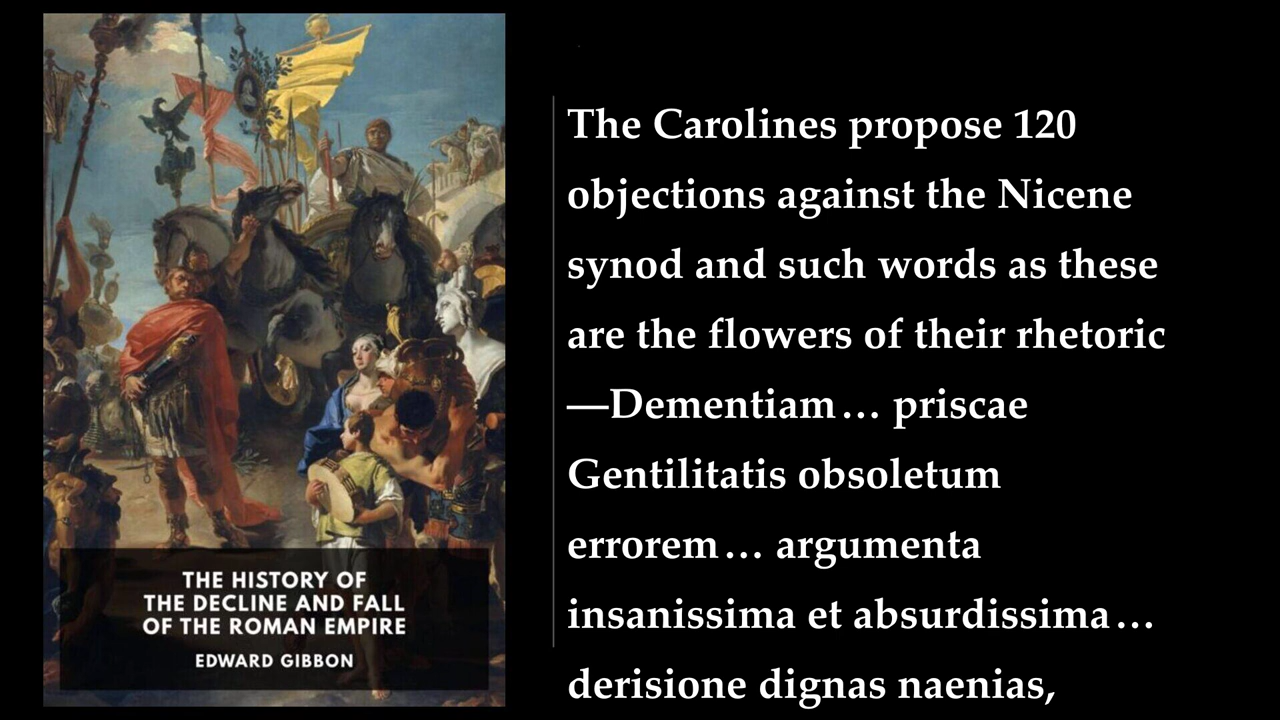 THE HISTORY OF
THE DECLINE AND FALL
OF THE ROMAN EMPIRE
EDWARD GIBBON
The Carolines propose 120
objections against the Nicene
synod and such words as these
are the flowers of their rhetoric
—Dementiam… priscae
Gentilitatis obsoletum
errorem… argumenta
insanissima et absurdissima…
derisione dignas naenias,